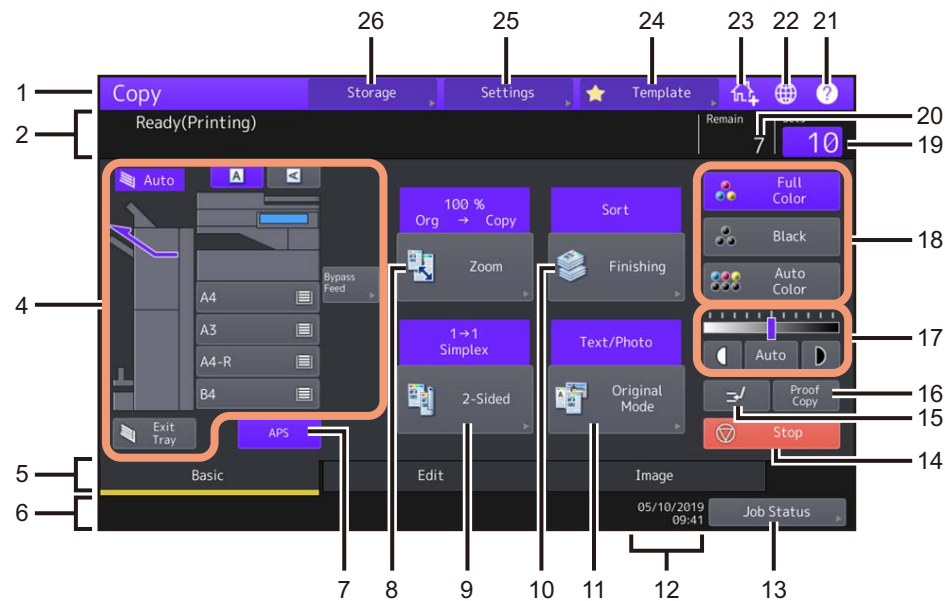 26 25 24 23 22 21
1 Copy Storage Settings Template ?
2 Ready(Printing) Remain 7 20
10 19
Auto A A
100 %
Org → Copy
Sort
Full
Color
Zoom Finishing Black 18
Bypass
Feed
Auto
Color
4 A4
A3
1→1
Simplex
Text/Photo
Auto 17
A4-R
B4
2-Sided
Original
Mode
Proof
Copy
16
15
Exit
Tray
APS Stop 14
5 Basic Edit Image
6 05/10/2019
09:41
Job Status
7 8 9 10 11 12 13